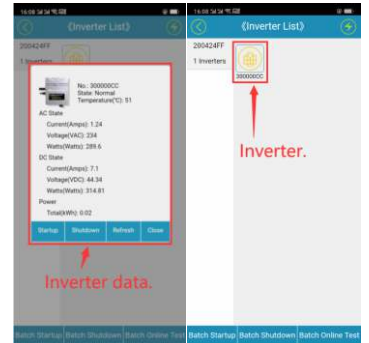 16:08
《Inverter List》
200424FF
1 Inverters
No.: 300000CC
State: Normal
Temperature(℃): 51
AC State
Current(Amps): 1.24
Voltage(VAC): 234
Watts(Watts): 289.6
DC State
Current(Amps): 7.1
Voltage(VDC): 44.34
Watts(Watts): 314.81
Power
Total(kWh): 0.02
Startup Shutdown Refresh Close
Inverter data.
Batch Startup Batch Shutdown Batch Online Test
16:08
《Inverter List》
200424FF
1 Inverters
300000CC
Inverter.
Batch Startup Batch Shutdown Batch Online Test